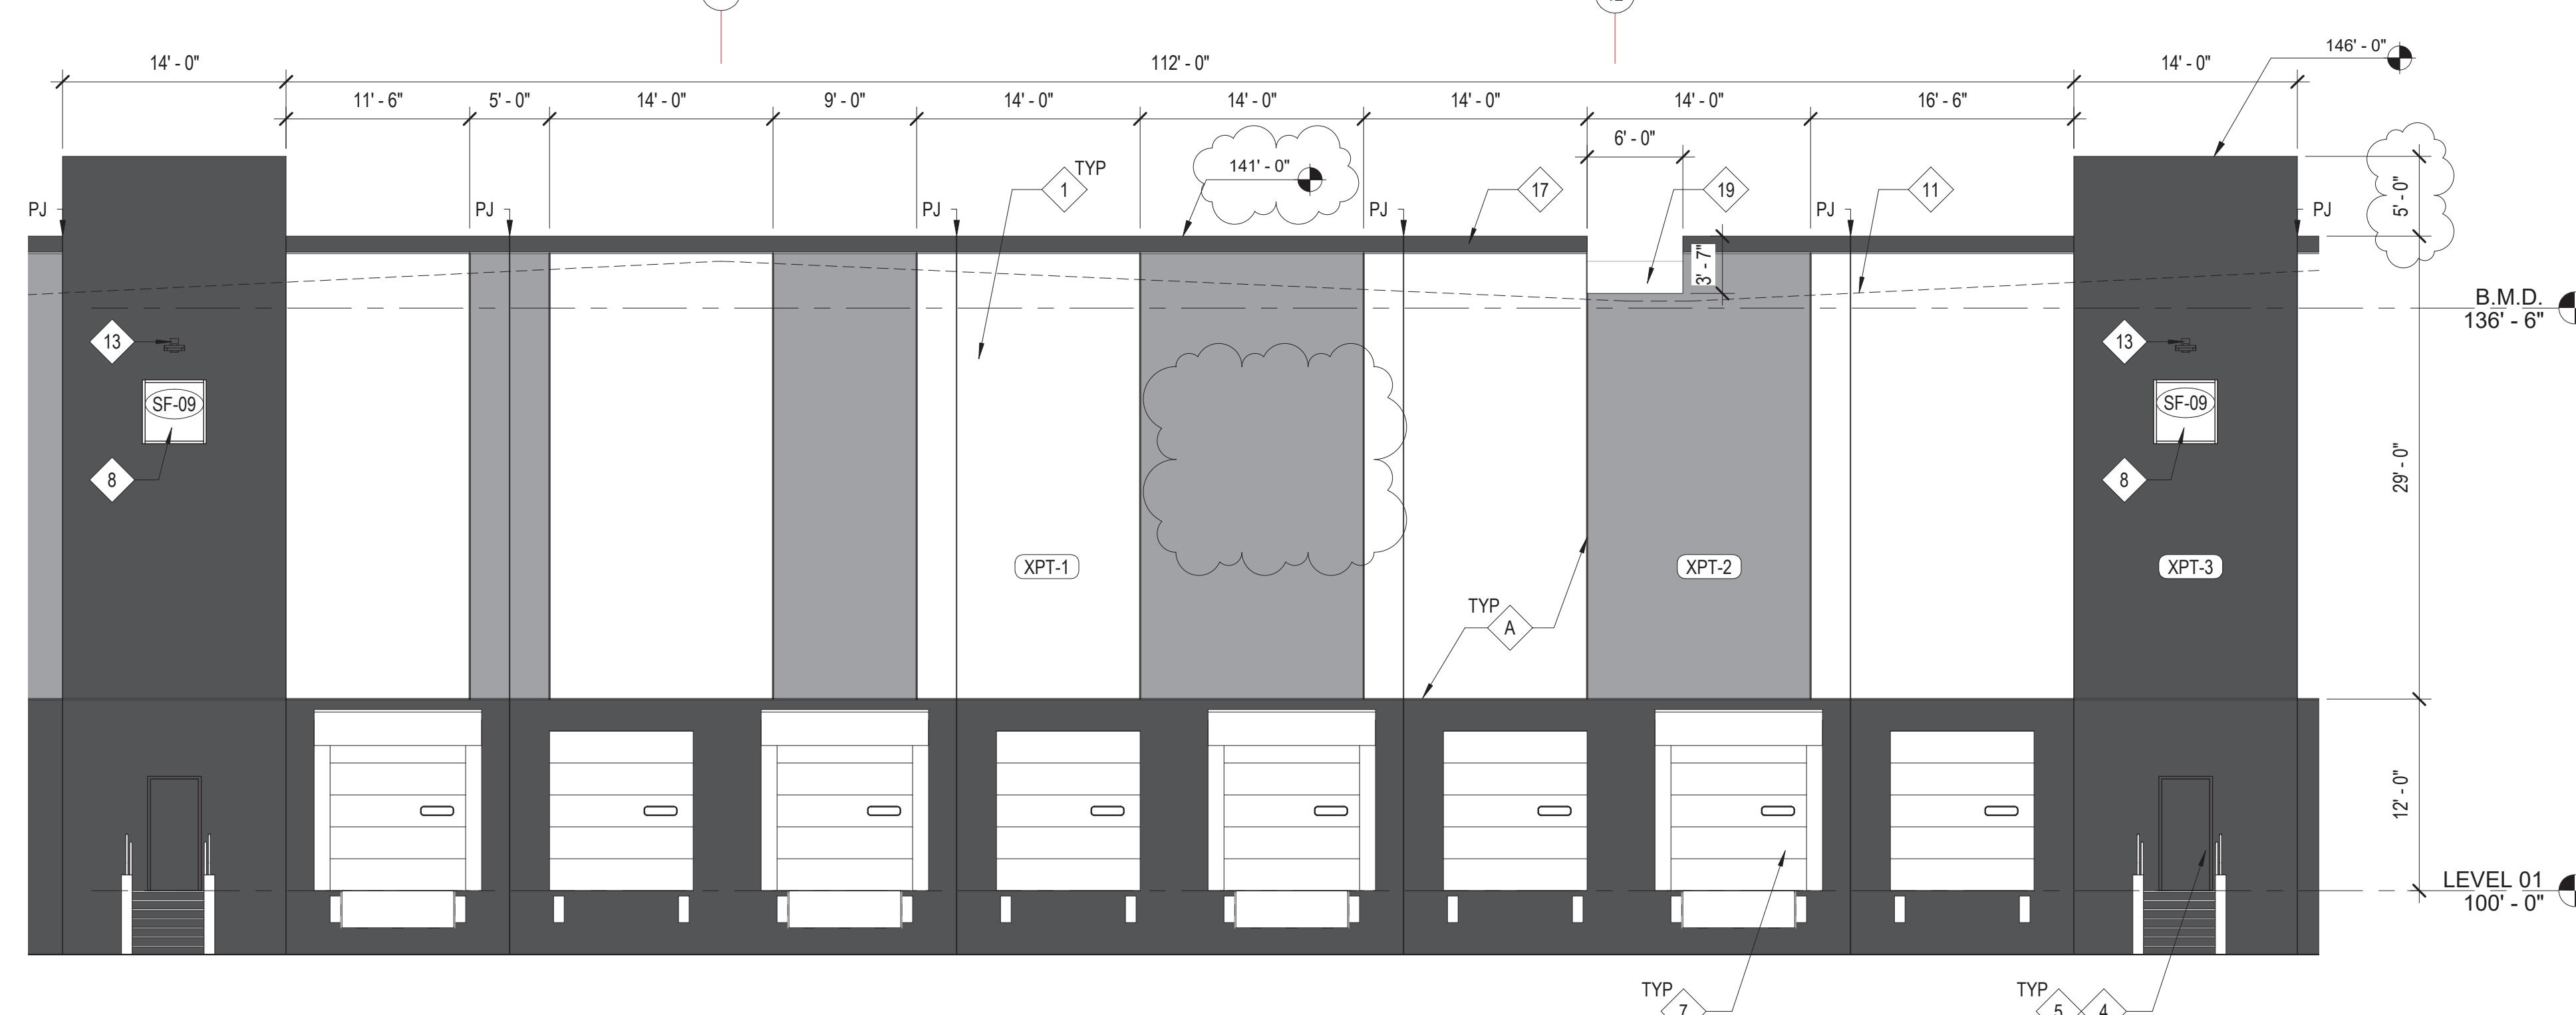 146' - 0"
14' - 0"
112' - 0"
14' - 0"
11' - 6"
5' - 0"
14' - 0"
9' - 0"
14' - 0"
14' - 0"
14' - 0"
14' - 0"
16' - 6"
6' - 0"
TYP
141' - 0"
1
17
19
11
5' - 0"
PJ
PJ
PJ
PJ
PJ
PJ
3' - 7"
B.M.D.
136' - 6"
13
13
SF-09
SF-09
8
8
29' - 0"
XPT-1
XPT-2
XPT-3
TYP
A
12' - 0"
LEVEL 01
100' - 0"
TYP
7
TYP
5
4